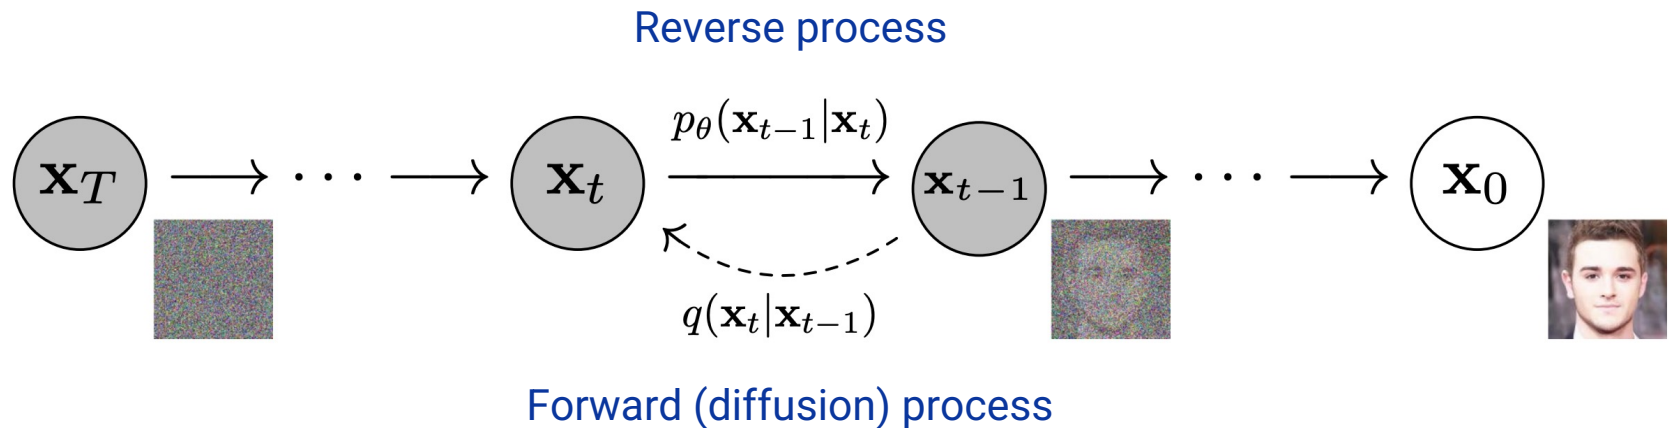 Reverse process
p_θ(𝐱_{t−1}|𝐱_t)
𝐱_T → ··· → 𝐱_t → 𝐱_{t−1} → ··· → 𝐱_0
q(𝐱_t|𝐱_{t−1})
Forward (diffusion) process